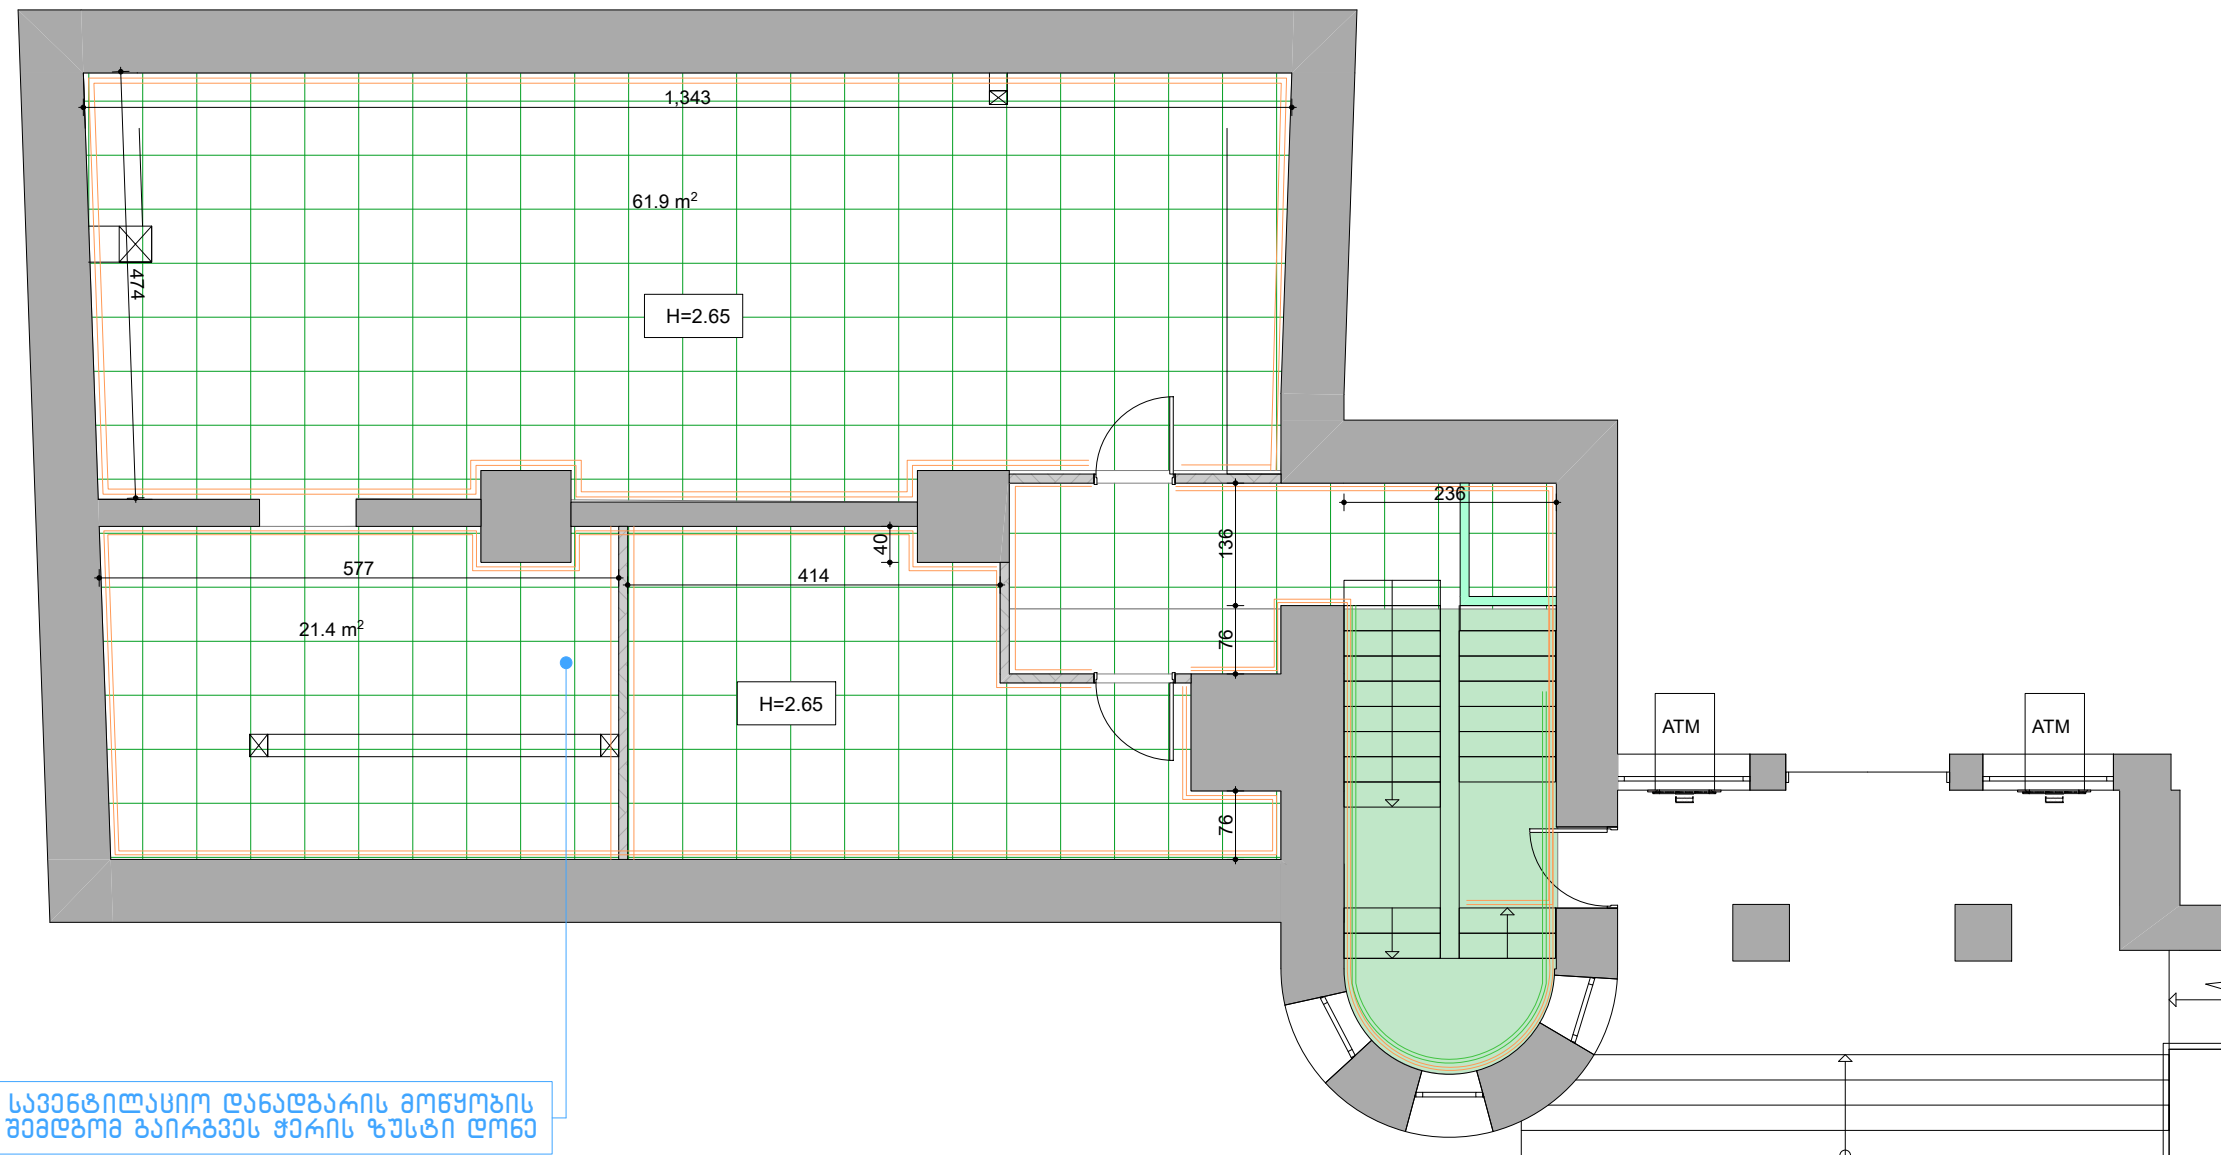 1,343
61.9 m²
474
H=2.65
236
136
40
577
414
21.4 m²
76
H=2.65
ATM
ATM
76
ᲡᲐᲕᲔᲜᲢᲘᲚᲐᲪᲘᲝ ᲓᲐᲜᲐᲓᲒᲐᲠᲘᲡ ᲛᲝᲬᲧᲝᲑᲘᲡ
ᲨᲔᲛᲓᲒᲝᲛ ᲒᲐᲘᲠᲙᲕᲔᲡ ᲭᲔᲠᲘᲡ ᲖᲣᲡᲢᲘ ᲓᲝᲜᲔ